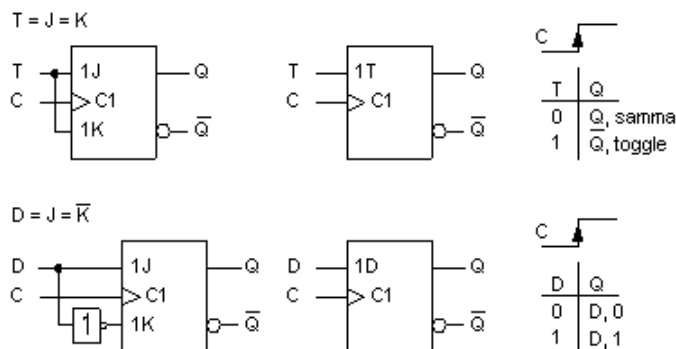 T = J = K
T 1J Q T 1T Q C
C C1 C C1 T Q
1K Q̅ Q̅ 0 Q, samma
1 Q̅, toggle
D = J = K̅
D 1J Q D 1D Q C
C C1 C C1 D Q
1 1K Q̅ Q̅ 0 D, 0
1 D, 1